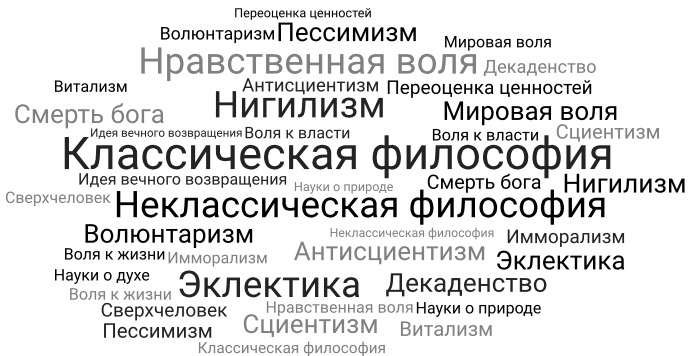 Переоценка ценностей
Волюнтаризм Пессимизм
Мировая воля
Нравственная воля Декаденство
Витализм Антисциентизм Переоценка ценностей
Смерть бога Нигилизм Мировая воля
Идея вечного возвращения Воля к власти Воля к власти Сциентизм
Классическая философия
Идея вечного возвращения Науки о природе Смерть бога Нигилизм
Сверхчеловек Неклассическая философия
Волюнтаризм Неклассическая философия Имморализм
Воля к жизни Имморализм Антисциентизм Эклектика
Науки о духе Эклектика Декаденство
Воля к жизни
Сверхчеловек Нравственная воля Науки о природе
Пессимизм Сциентизм Витализм
Классическая философия